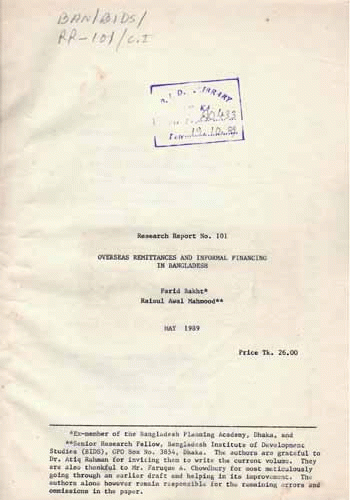 BAN/BIDS/
RR-101/C.I
Research Report No. 101
OVERSEAS REMITTANCES AND INFORMAL FINANCING
IN BANGLADESH
Farid Bakht*
Raisul Awal Mahmood**
MAY 1989
Price Tk. 26.00
*Ex-member of the Bangladesh Planning Academy, Dhaka, and
**Senior Research Fellow, Bangladesh Institute of Development
Studies (BIDS), GPO Box No. 3854, Dhaka. The authors are grateful to
Dr. Atiq Rahman for inviting them to write the current volume. They
are also thankful to Mr. Faruque A. Chowdhury for most meticulously
going through an earlier draft and helping in its improvement. The
authors alone however remain responsible for the remaining errors and
ommissions in the paper.